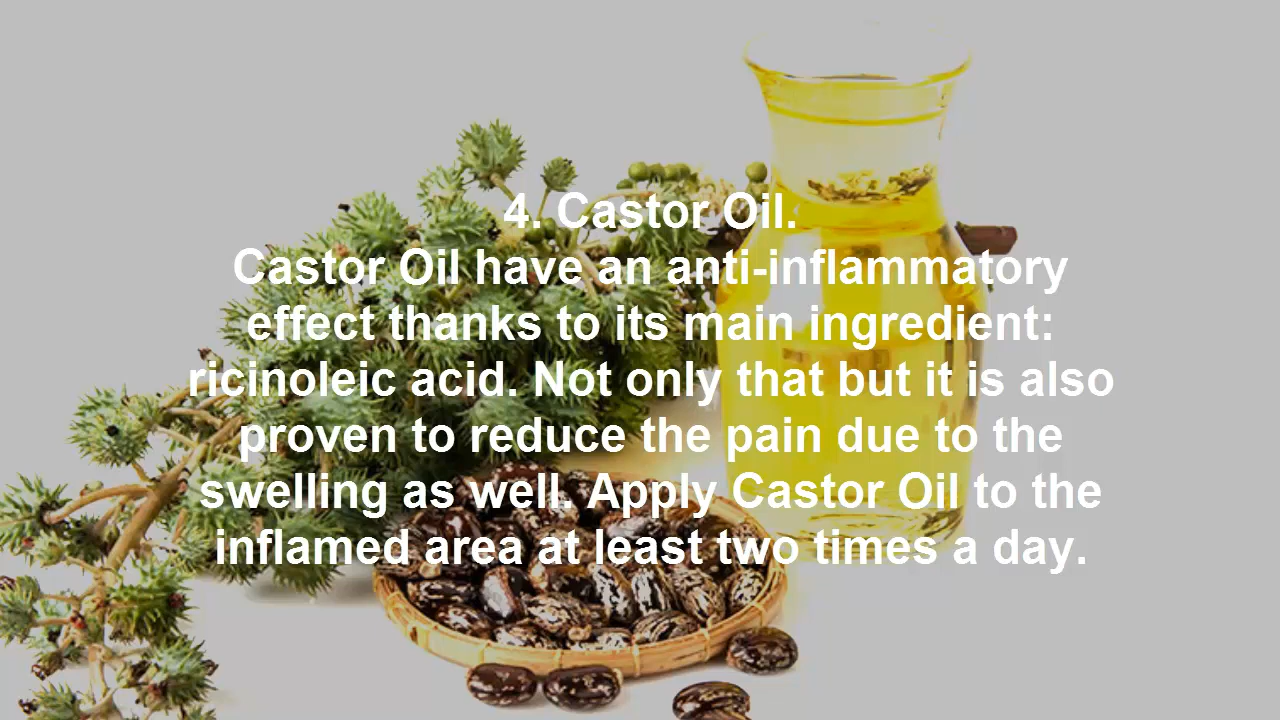 4. Castor Oil.
Castor Oil have an anti-inflammatory
effect thanks to its main ingredient:
ricinoleic acid. Not only that but it is also
proven to reduce the pain due to the
swelling as well. Apply Castor Oil to the
inflamed area at least two times a day.